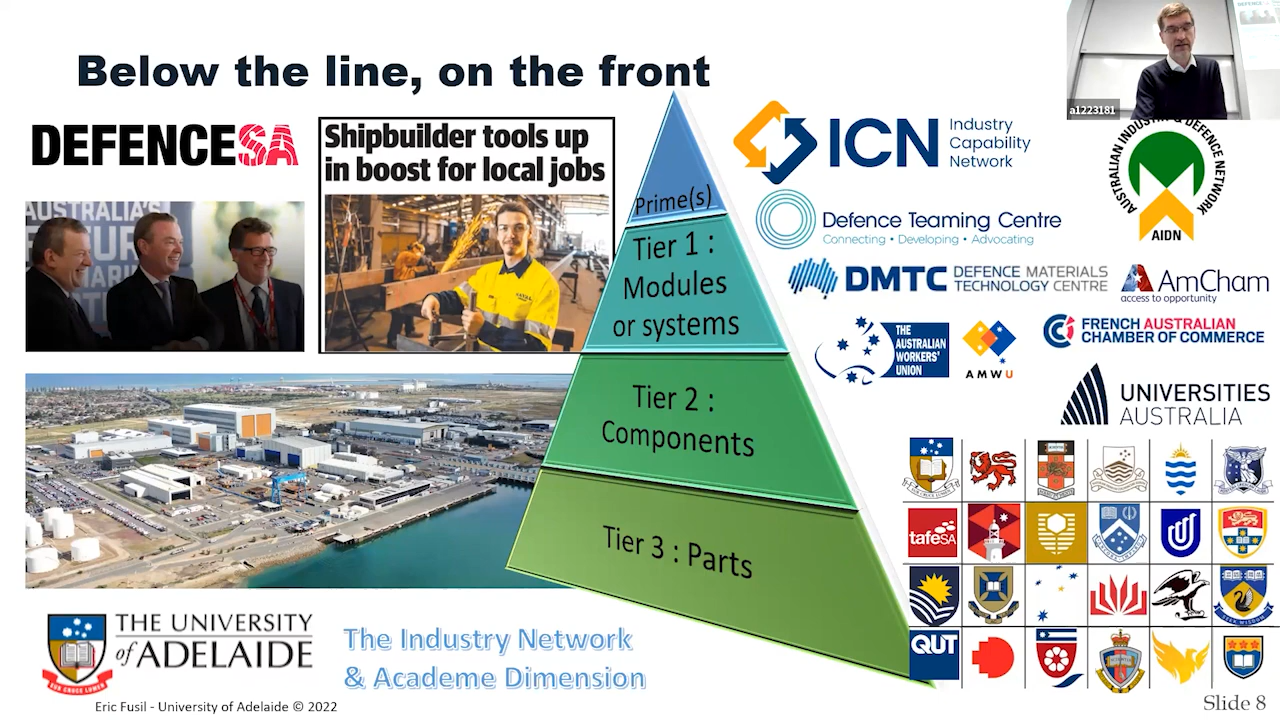 Below the line, on the front
a1223181
DEFENCESA
AUSTRALIA'S
Shipbuilder tools up
in boost for local jobs
Prime(s)
Tier 1 :
Modules
or systems
Tier 2 :
Components
Tier 3 : Parts
ICN
Industry
Capability
Network
AUSTRALIAN INDUSTRY & DEFENCE NETWORK
AIDN
Defence Teaming Centre
Connecting • Developing • Advocating
DMTC
DEFENCE MATERIALS
TECHNOLOGY CENTRE
AmCham
access to opportunity
THE
AUSTRALIAN
WORKERS'
UNION
AMWU
FRENCH AUSTRALIAN
CHAMBER OF COMMERCE
UNIVERSITIES
AUSTRALIA
tafeSA
QUT
THE UNIVERSITY
of ADELAIDE
The Industry Network
& Academe Dimension
Eric Fusil - University of Adelaide © 2022
Slide 8